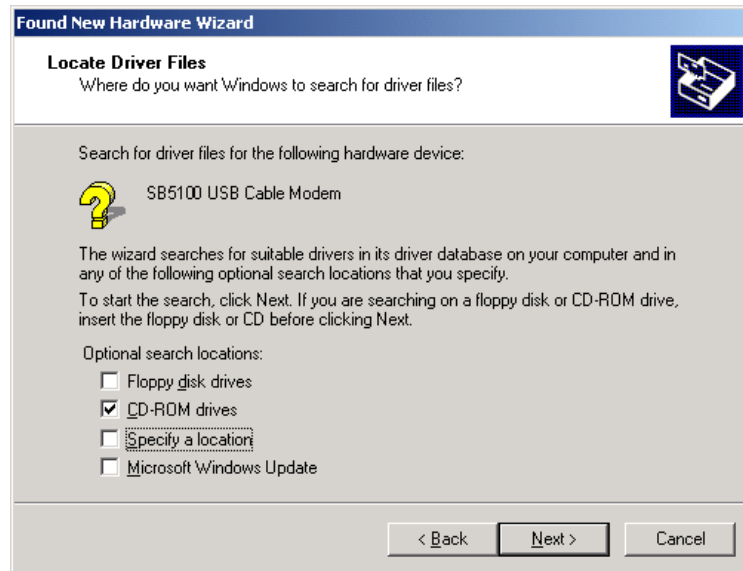 Found New Hardware Wizard
Locate Driver Files
Where do you want Windows to search for driver files?
Search for driver files for the following hardware device:
SB5100 USB Cable Modem
The wizard searches for suitable drivers in its driver database on your computer and in
any of the following optional search locations that you specify.
To start the search, click Next. If you are searching on a floppy disk or CD-ROM drive,
insert the floppy disk or CD before clicking Next.
Optional search locations:
Floppy disk drives
CD-ROM drives
Specify a location
Microsoft Windows Update
< Back Next > Cancel